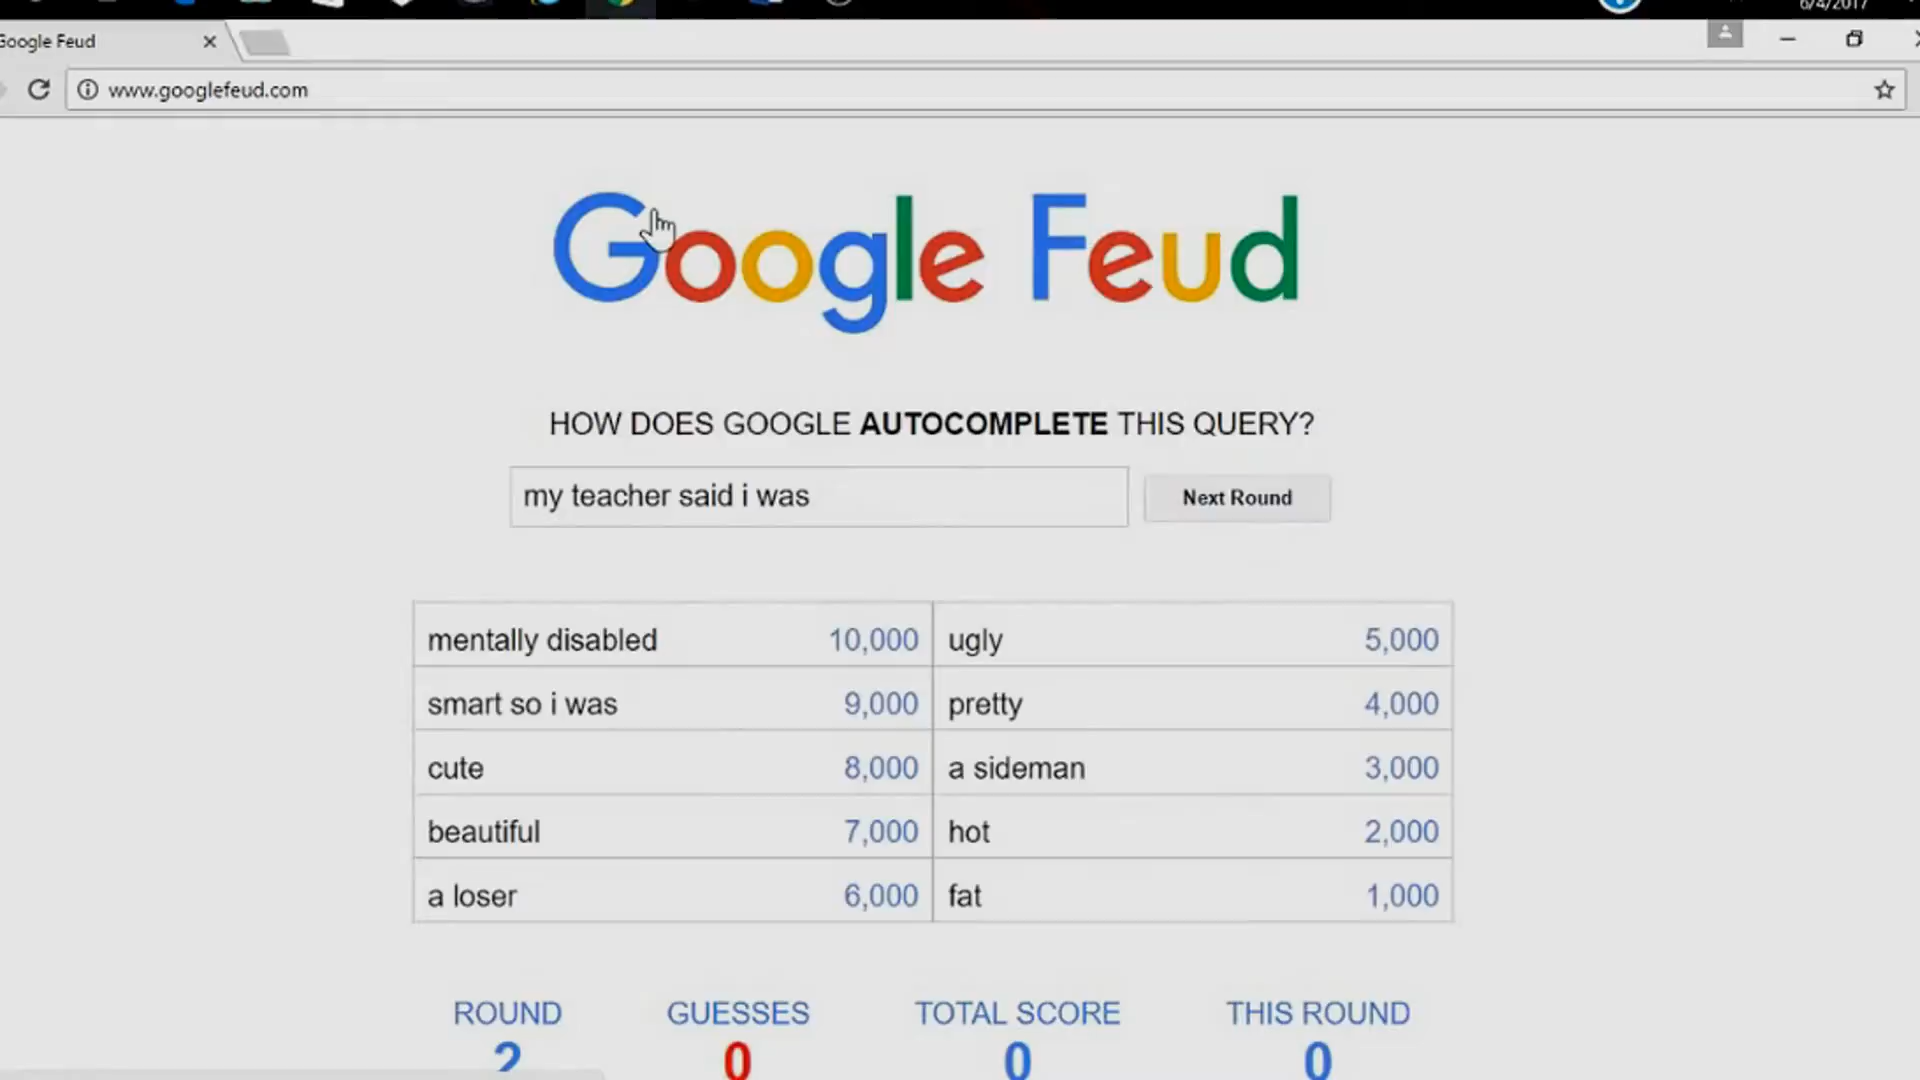 6/4/2017
Google Feud
www.googlefeud.com
Google Feud
HOW DOES GOOGLE AUTOCOMPLETE THIS QUERY?
my teacher said i was
Next Round
mentally disabled 10,000 ugly 5,000
smart so i was 9,000 pretty 4,000
cute 8,000 a sideman 3,000
beautiful 7,000 hot 2,000
a loser 6,000 fat 1,000
ROUND GUESSES TOTAL SCORE THIS ROUND
2 0 0 0